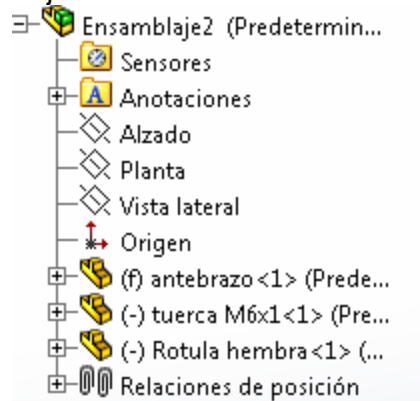 Ensamblaje2 (Predetermin...
Sensores
A Anotaciones
Alzado
Planta
Vista lateral
Origen
(f) antebrazo<1> (Prede...
(-) tuerca M6x1<1> (Pre...
(-) Rotula hembra<1> (...
Relaciones de posición